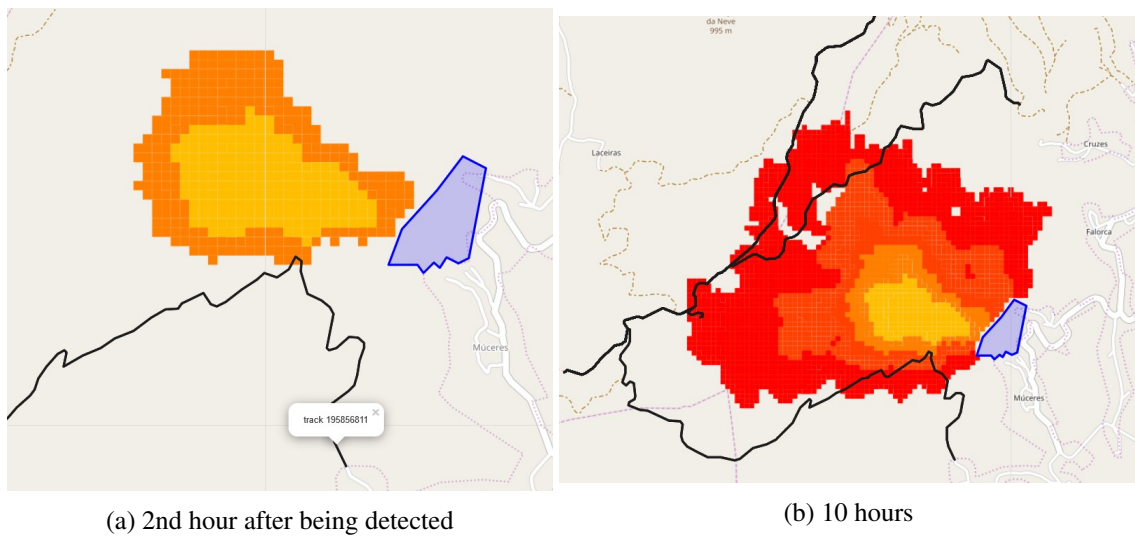 Múceres
track 195856811
×
(a) 2nd hour after being detected
da Neve
995 m
Laceiras
Cruzes
Falorca
Múceres
(b) 10 hours